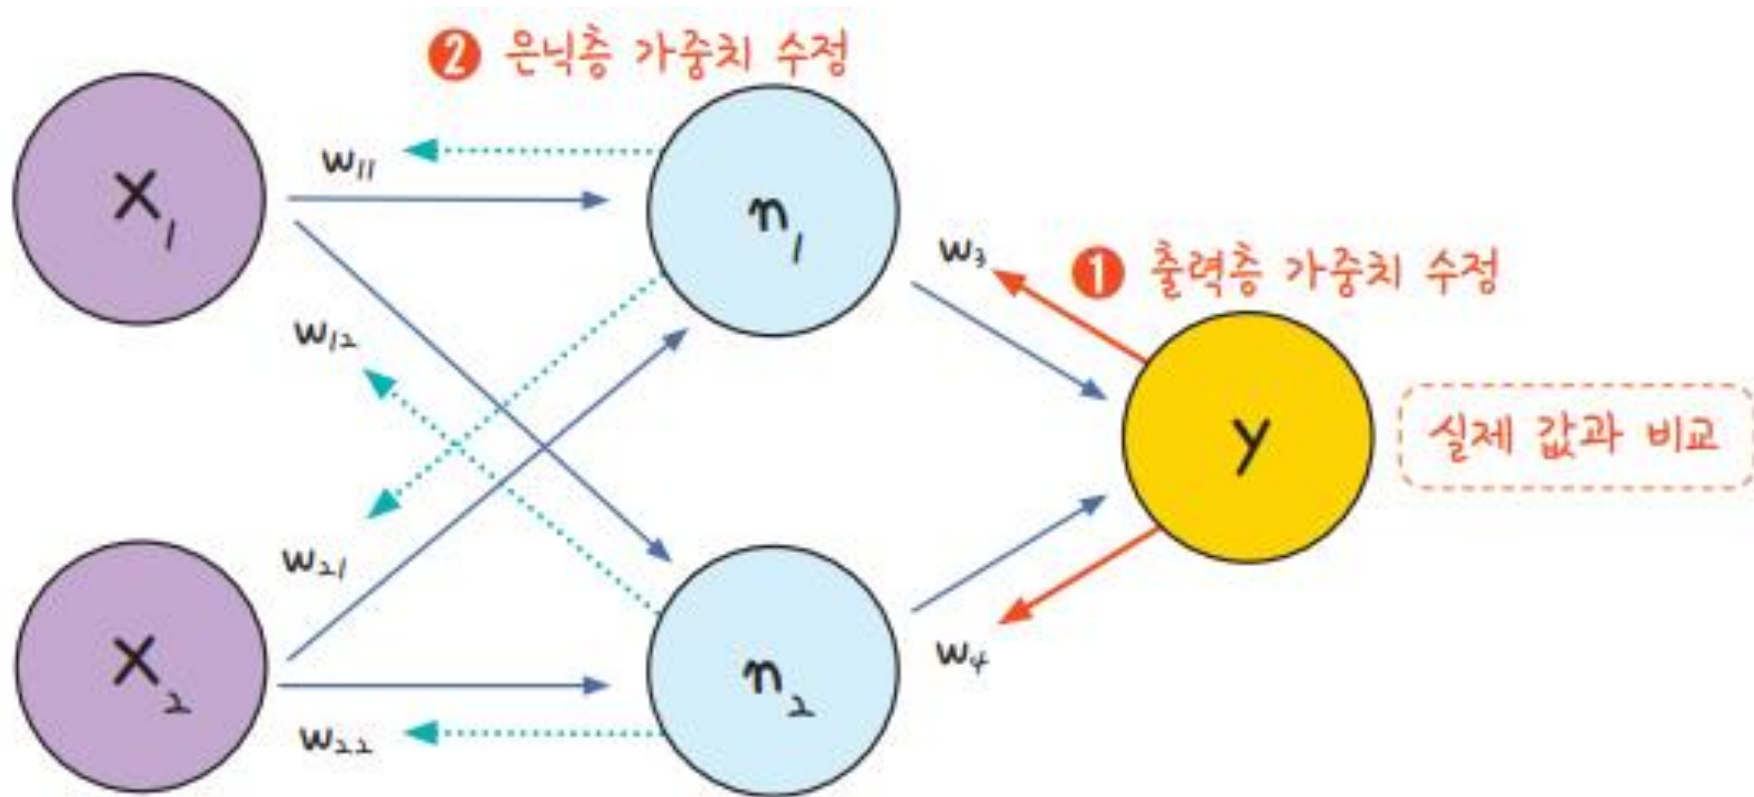 ❷ 은닉층 가중치 수정
x₁
w₁₁
n₁
w₃
❶ 출력층 가중치 수정
w₁₂
y
실제 값과 비교
w₂₁
x₂
n₂
w₄
w₂₂